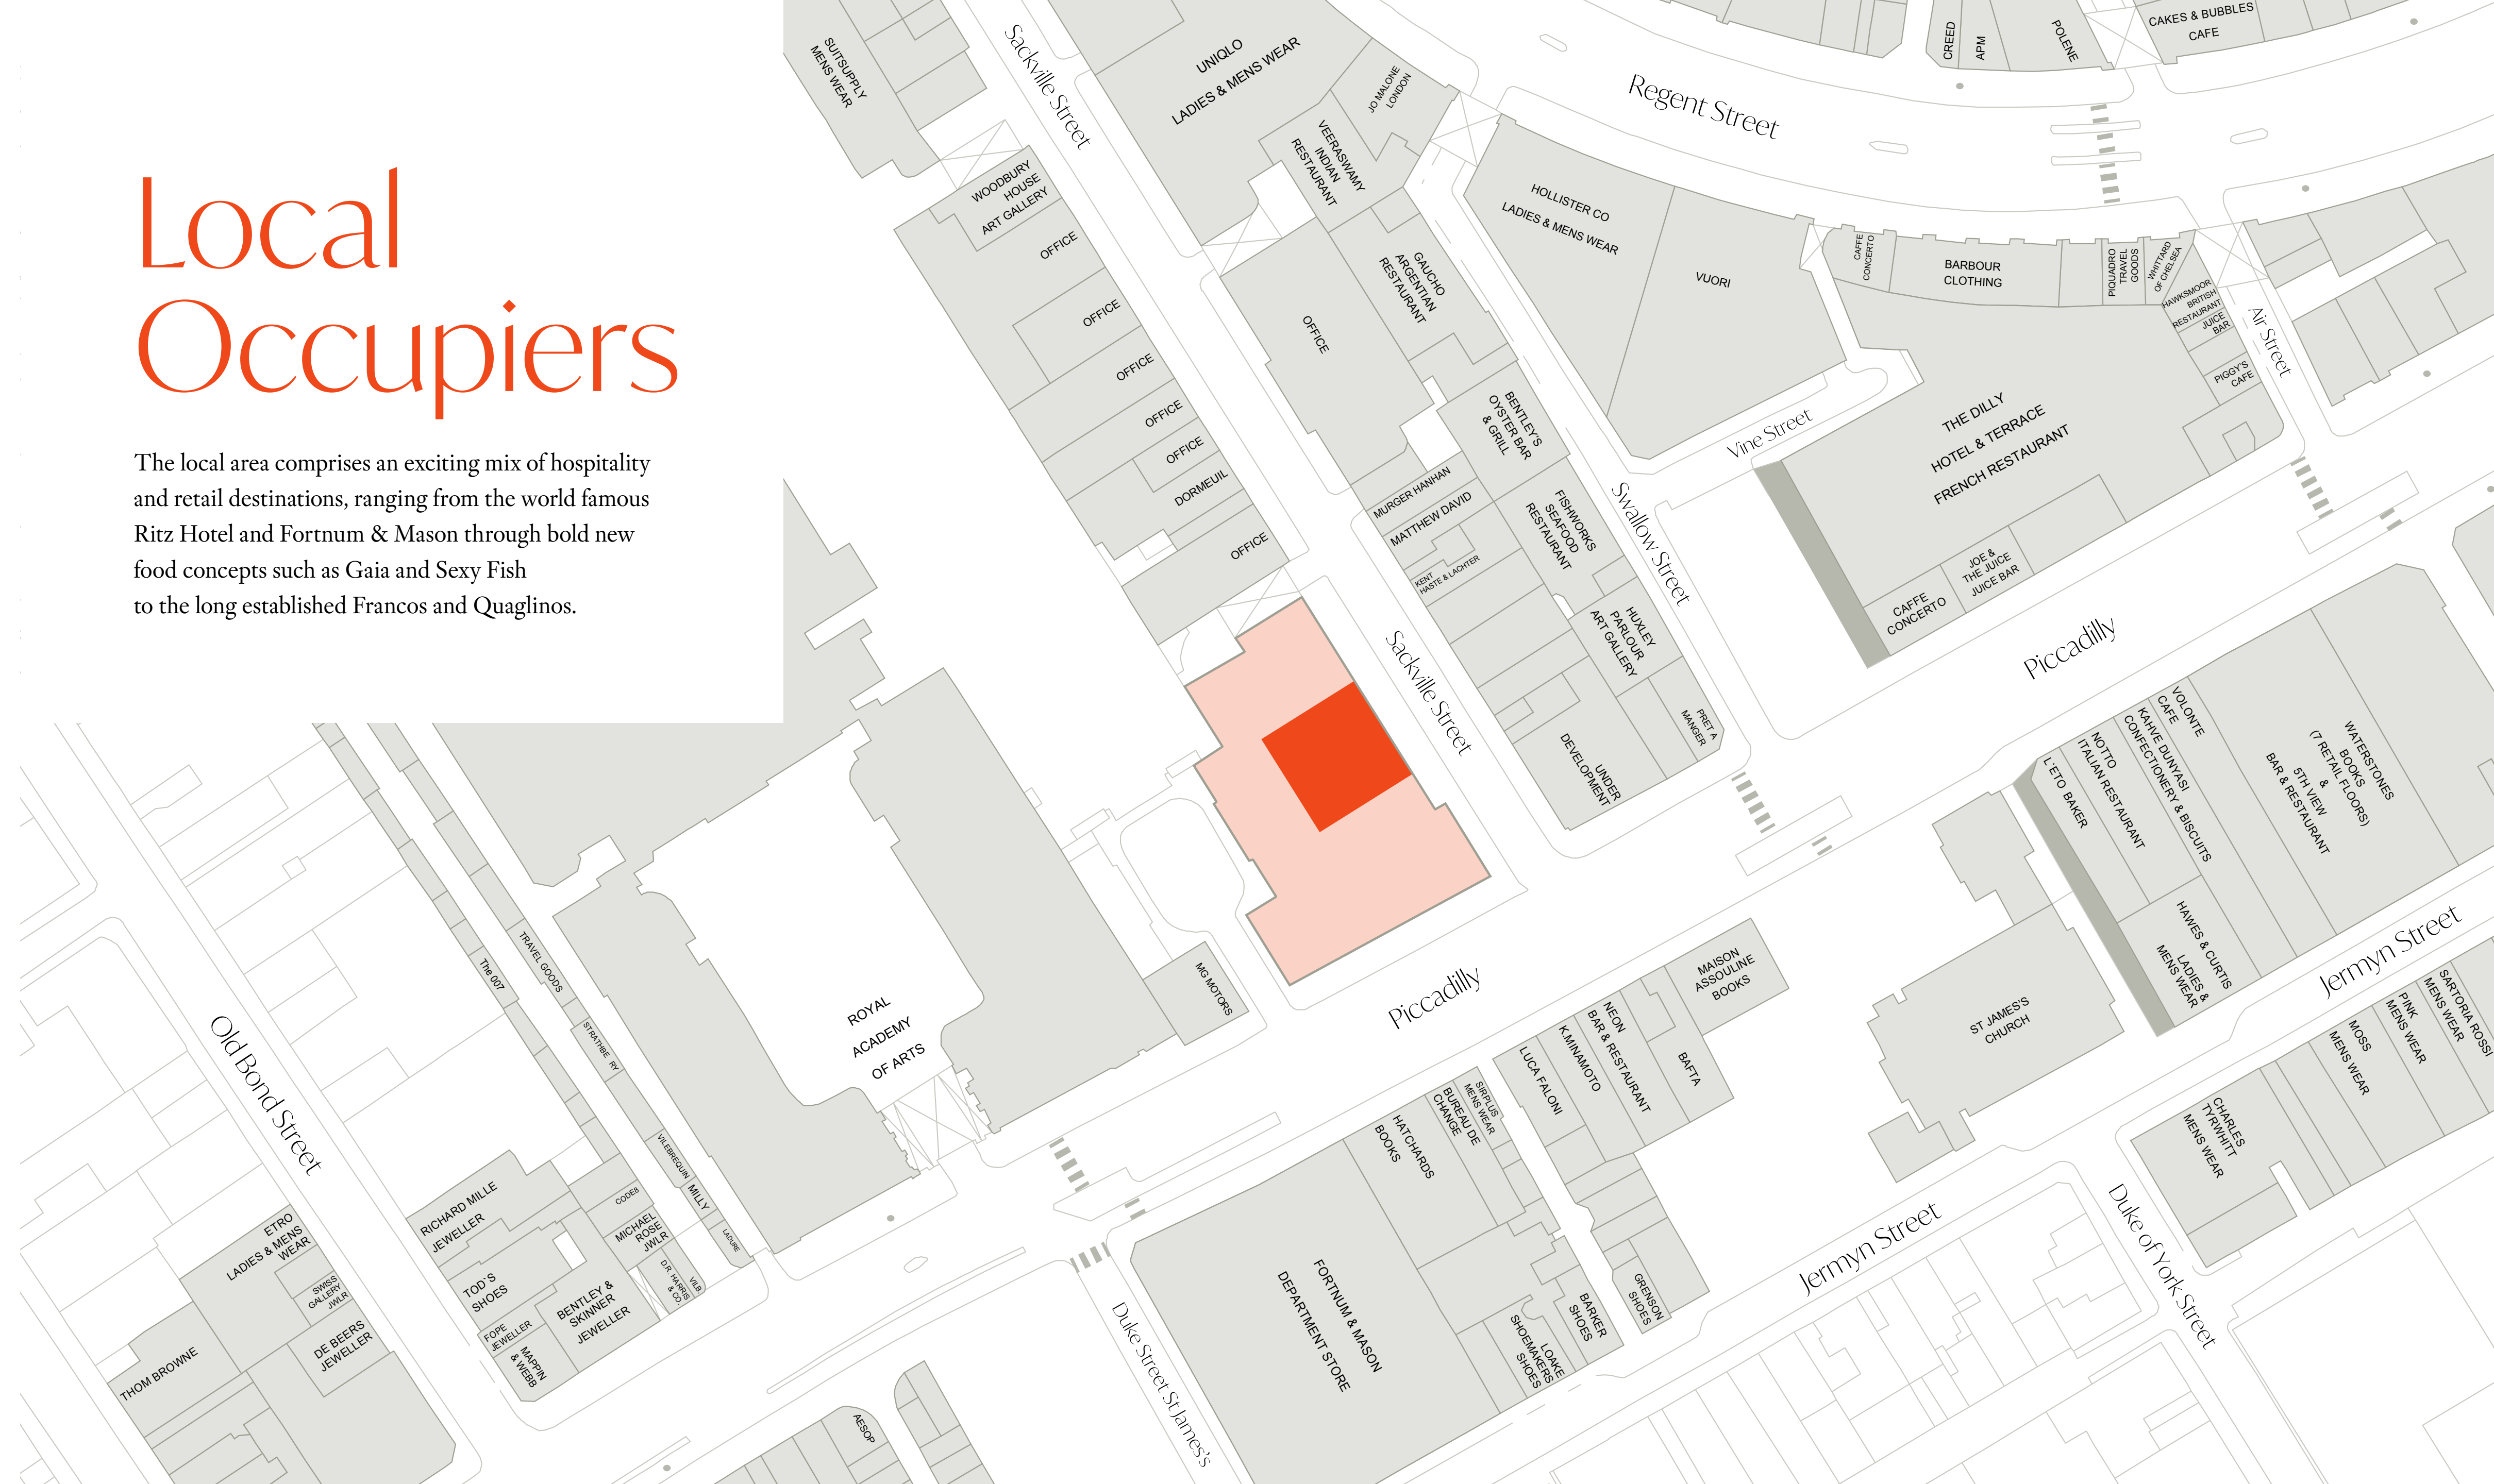 Local
Occupiers
The local area comprises an exciting mix of hospitality
and retail destinations, ranging from the world famous
Ritz Hotel and Fortnum & Mason through bold new
food concepts such as Gaia and Sexy Fish
to the long established Francos and Quaglinos.
SUITSUPPLY
MENS WEAR
Sackville Street
UNIQLO
LADIES & MENS WEAR
JO MALONE
LONDON
VEERASWAMY
INDIAN
RESTAURANT
Regent Street
CREED
APM
POLENE
CAKES & BUBBLES
CAFE
WOODBURY
HOUSE
ART GALLERY
OFFICE
OFFICE
OFFICE
OFFICE
OFFICE
DORMEUIL
OFFICE
OFFICE
GAUCHO
ARGENTIAN
RESTAURANT
BENTLEY'S
OYSTER BAR
& GRILL
MURGER HANHAN
MATTHEW DAVID
KENT
HASTE & LACHTER
FISHWORKS
SEAFOOD
RESTAURANT
HUXLEY
PARLOUR
ART GALLERY
PRET A
MANGER
UNDER
DEVELOPMENT
HOLLISTER CO
LADIES & MENS WEAR
VUORI
CAFFE
CONCERTO
BARBOUR
CLOTHING
PIQUADRO
TRAVEL
GOODS
WHITTARD
OF CHELSEA
HAWKSMOOR
BRITISH
RESTAURANT
JUICE
BAR
PIGGY'S
CAFE
Air Street
Vine Street
Swallow Street
THE DILLY
HOTEL & TERRACE
FRENCH RESTAURANT
CAFFE
CONCERTO
JOE &
THE JUICE
JUICE BAR
Piccadilly
Sackville Street
L'ETO BAKER
NOTTO
ITALIAN RESTAURANT
KAHVE DUNYASI
CONFECTIONERY & BISCUITS
VOLONTE
CAFE
WATERSTONES
BOOKS
(7 RETAIL FLOORS)
&
5TH VIEW
BAR & RESTAURANT
HAWES & CURTIS
LADIES &
MENS WEAR
Jermyn Street
ST JAMES'S
CHURCH
SARTORIA ROSSI
MENS WEAR
PINK
MENS WEAR
MOSS
MENS WEAR
CHARLES
TYRWHITT
MENS WEAR
Duke of York Street
Jermyn Street
Piccadilly
MAISON
ASSOULINE
BOOKS
BAFTA
NEON
BAR & RESTAURANT
K.MINAMOTO
LUCA FALONI
SIRPLUS
MENS WEAR
BUREAU DE
CHANGE
HATCHARDS
BOOKS
FORTNUM & MASON
DEPARTMENT STORE
LOAKE
SHOEMAKERS
SHOES
BARKER
SHOES
GRENSON
SHOES
Duke Street St James's
MG MOTORS
ROYAL
ACADEMY
OF ARTS
The 007
TRAVEL GOODS
STRATHBE RY
VILEBREQUIN
MILLY
LADURE
CODE8
MICHAEL
ROSE
JWLR
D.R. HARRIS
& CO.
VILB
Old Bond Street
RICHARD MILLE
JEWELLER
TOD'S
SHOES
FOPE
JEWELLER
MAPPIN
& WEBB
BENTLEY &
SKINNER
JEWELLER
ETRO
LADIES & MENS
WEAR
SWISS
GALLERY
JWLR
DE BEERS
JEWELLER
THOM BROWNE
AESOP